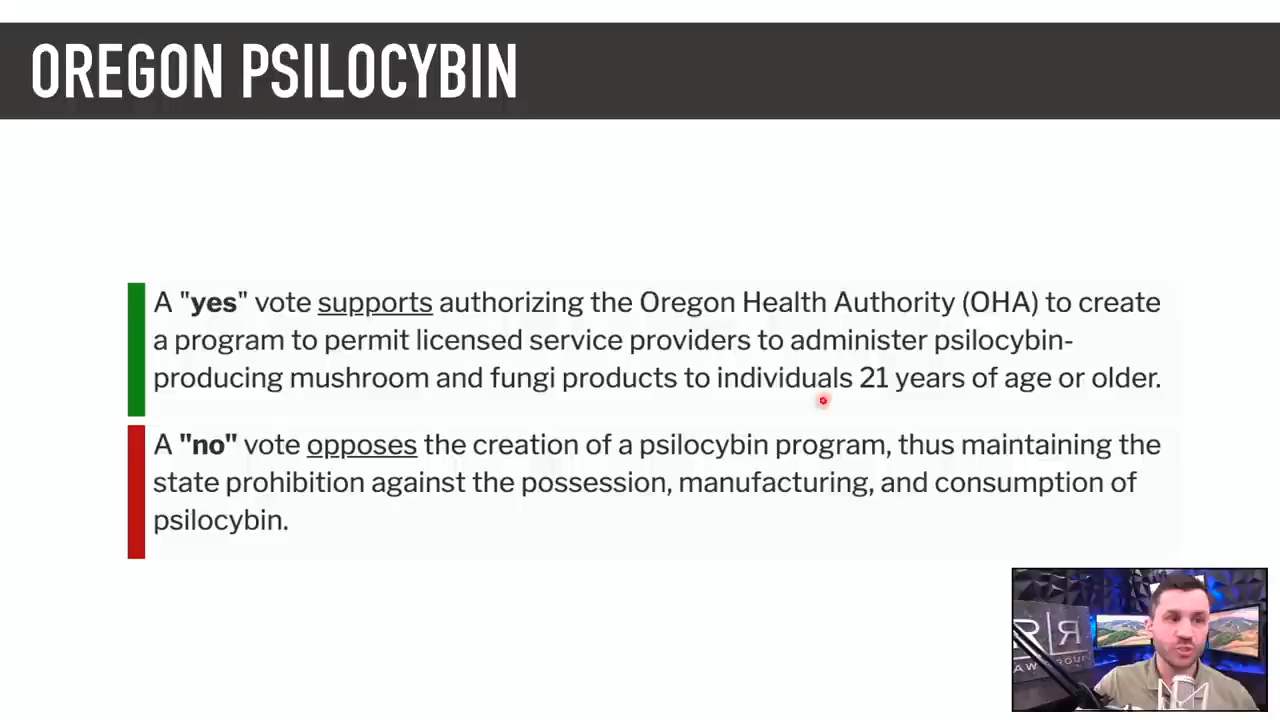 OREGON PSILOCYBIN
A "yes" vote supports authorizing the Oregon Health Authority (OHA) to create
a program to permit licensed service providers to administer psilocybin-
producing mushroom and fungi products to individuals 21 years of age or older.
A "no" vote opposes the creation of a psilocybin program, thus maintaining the
state prohibition against the possession, manufacturing, and consumption of
psilocybin.
R|R
AW GROUP